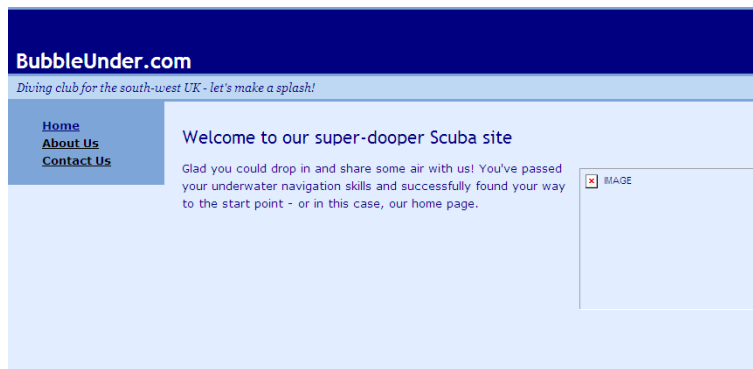 BubbleUnder.com
Diving club for the south-west UK - let's make a splash!
Home
About Us
Contact Us
Welcome to our super-dooper Scuba site
Glad you could drop in and share some air with us! You've passed
your underwater navigation skills and successfully found your way
to the start point - or in this case, our home page.
IMAGE